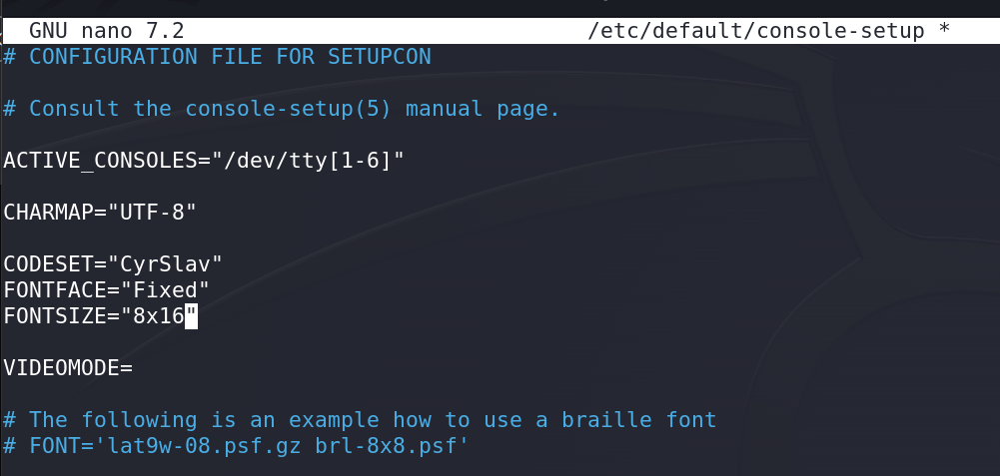 GNU nano 7.2 /etc/default/console-setup *
# CONFIGURATION FILE FOR SETUPCON
# Consult the console-setup(5) manual page.
ACTIVE_CONSOLES="/dev/tty[1-6]"
CHARMAP="UTF-8"
CODESET="CyrSlav"
FONTFACE="Fixed"
FONTSIZE="8x16"
VIDEOMODE=
# The following is an example how to use a braille font
# FONT='lat9w-08.psf.gz brl-8x8.psf'